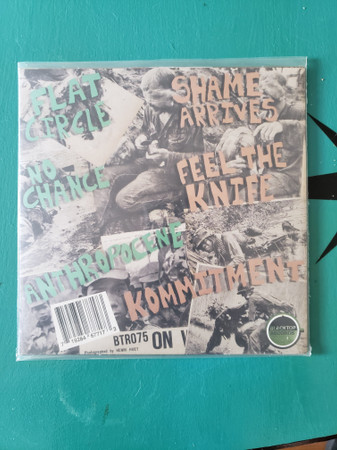 FLAT
CIRCLE
NO
CHANCE
ANTHROPOCENE
SHAME
ARRIVES
FEEL THE
KNIFE
KOMMITMENT
BTR075
ON